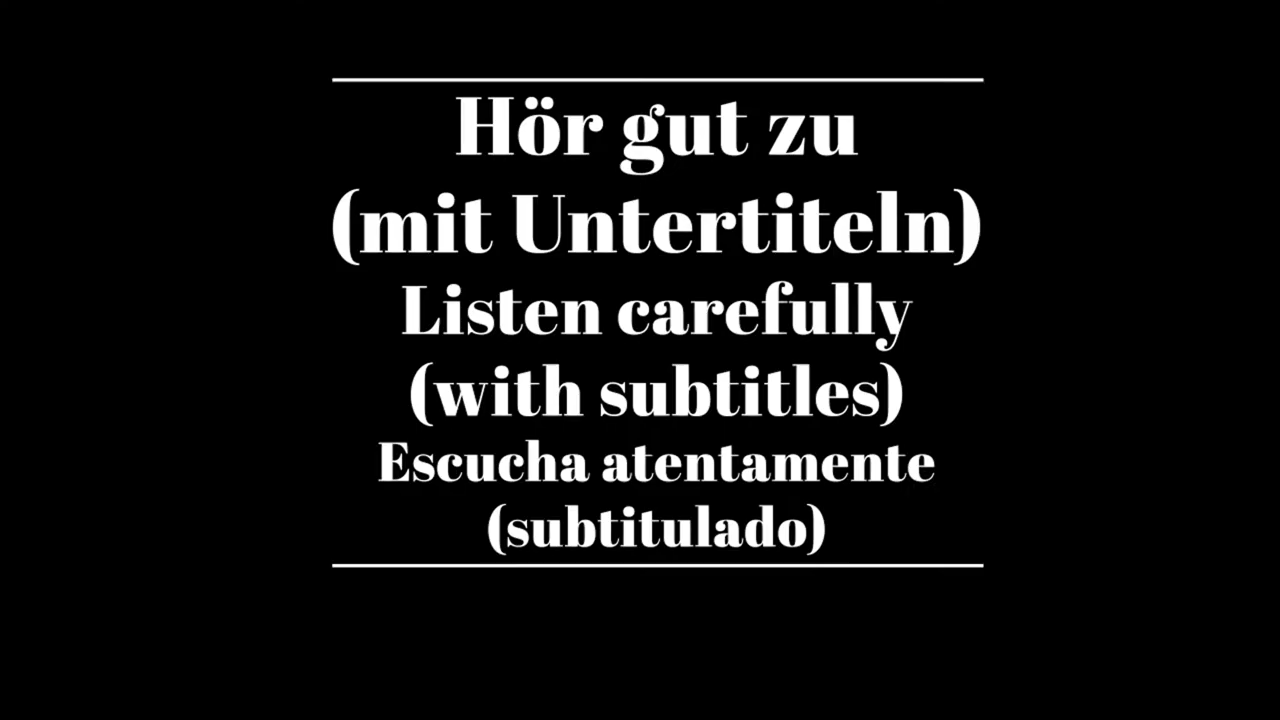 Hör gut zu
(mit Untertiteln)
Listen carefully
(with subtitles)
Escucha atentamente
(subtitulado)